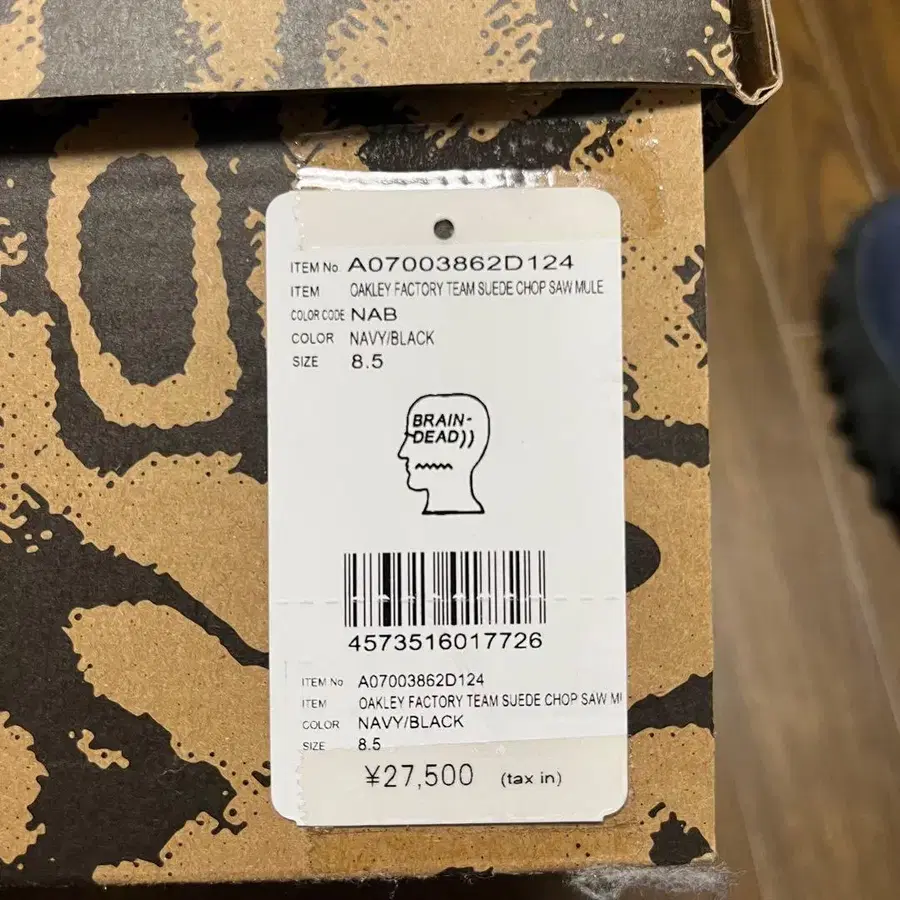 ITEM No. A07003862D124
ITEM OAKLEY FACTORY TEAM SUEDE CHOP SAW MULE
COLOR CODE NAB
COLOR NAVY/BLACK
SIZE 8.5
BRAIN-
DEAD))
4573516017726
ITEM No A07003862D124
ITEM OAKLEY FACTORY TEAM SUEDE CHOP SAW MU
COLOR NAVY/BLACK
SIZE 8.5
¥27,500 (tax in)